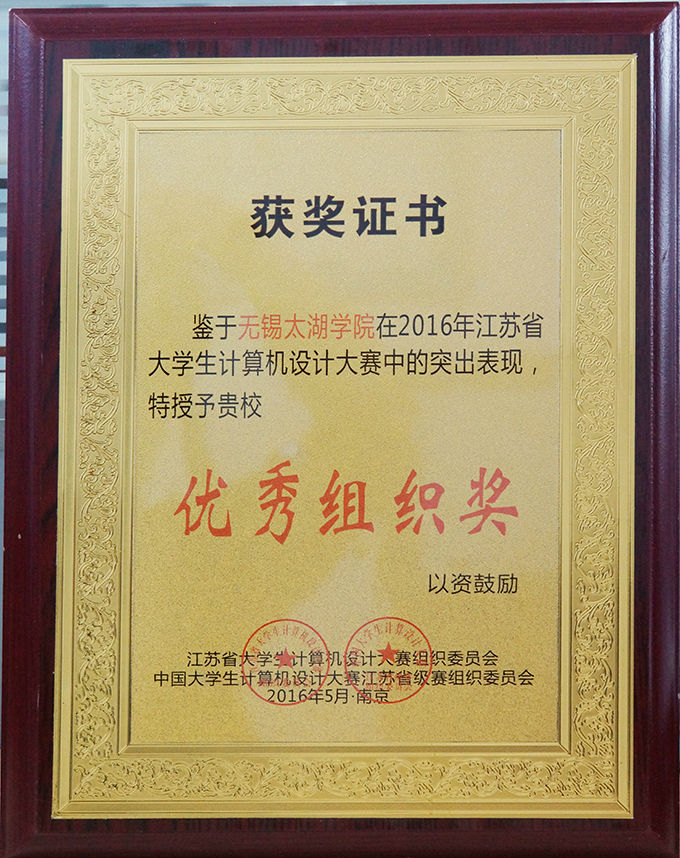 获奖证书
鉴于无锡太湖学院在2016年江苏省
大学生计算机设计大赛中的突出表现，
特授予贵校
优秀组织奖
以资鼓励
江苏省大学生计算机设计大赛组织委员会
中国大学生计算机设计大赛江苏省级赛组织委员会
2016年5月·南京